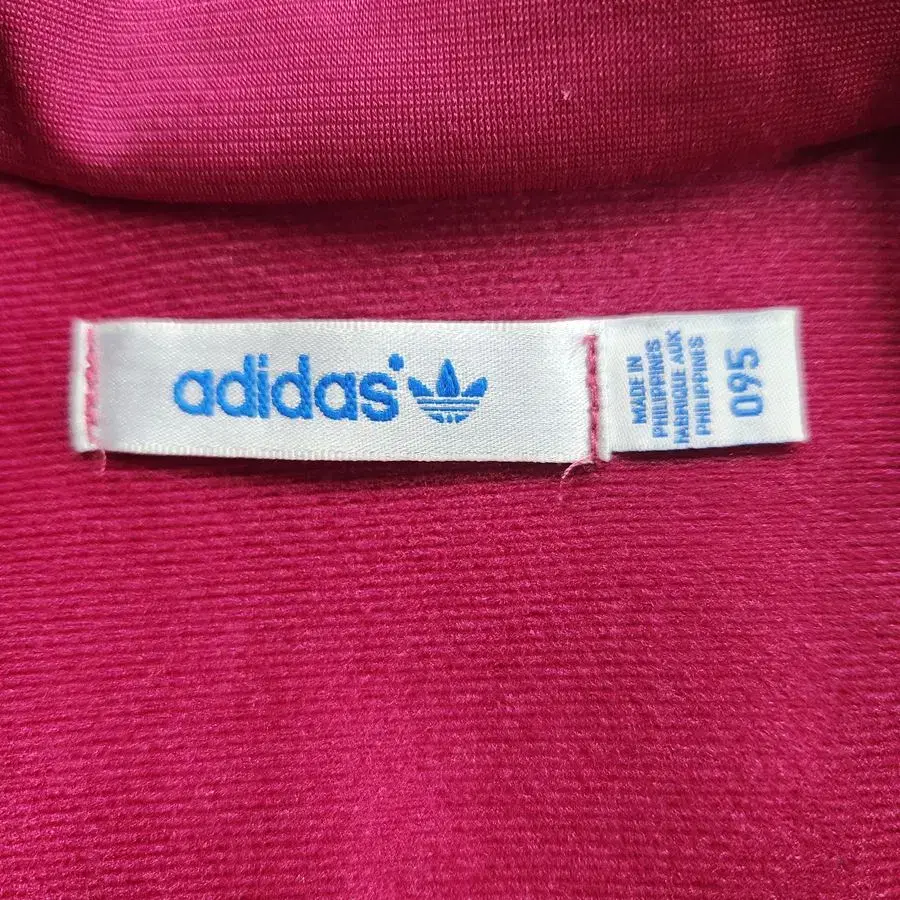 adidas
MADE IN
PHILIPPINES
FABRIQUE AUX
PHILIPPINES
095